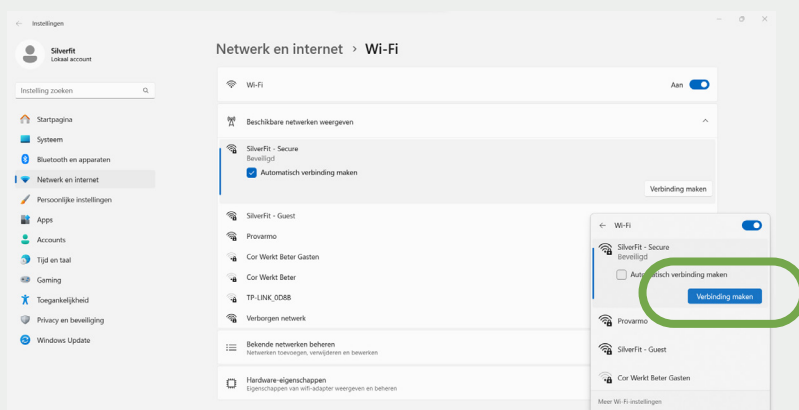 Instellingen
Silverfit
Lokaal account
Instelling zoeken
Startpagina
Systeem
Bluetooth en apparaten
Netwerk en internet
Persoonlijke instellingen
Apps
Accounts
Tijd en taal
Gaming
Toegankelijkheid
Privacy en beveiliging
Windows Update
Netwerk en internet > Wi-Fi
Wi-Fi
Aan
Beschikbare netwerken weergeven
SilverFit - Secure
Beveiligd
Automatisch verbinding maken
Verbinding maken
SilverFit - Guest
Provarmo
Cor Werkt Beter Gasten
Cor Werkt Beter
TP-LINK_0D8B
Verborgen netwerk
Bekende netwerken beheren
Netwerken toevoegen, verwijderen en bewerken
Hardware-eigenschappen
Eigenschappen van wifi-adapter weergeven en beheren
Wi-Fi
SilverFit - Secure
Beveiligd
Automatisch verbinding maken
Verbinding maken
Provarmo
SilverFit - Guest
Cor Werkt Beter Gasten
Meer Wi-Fi-instellingen